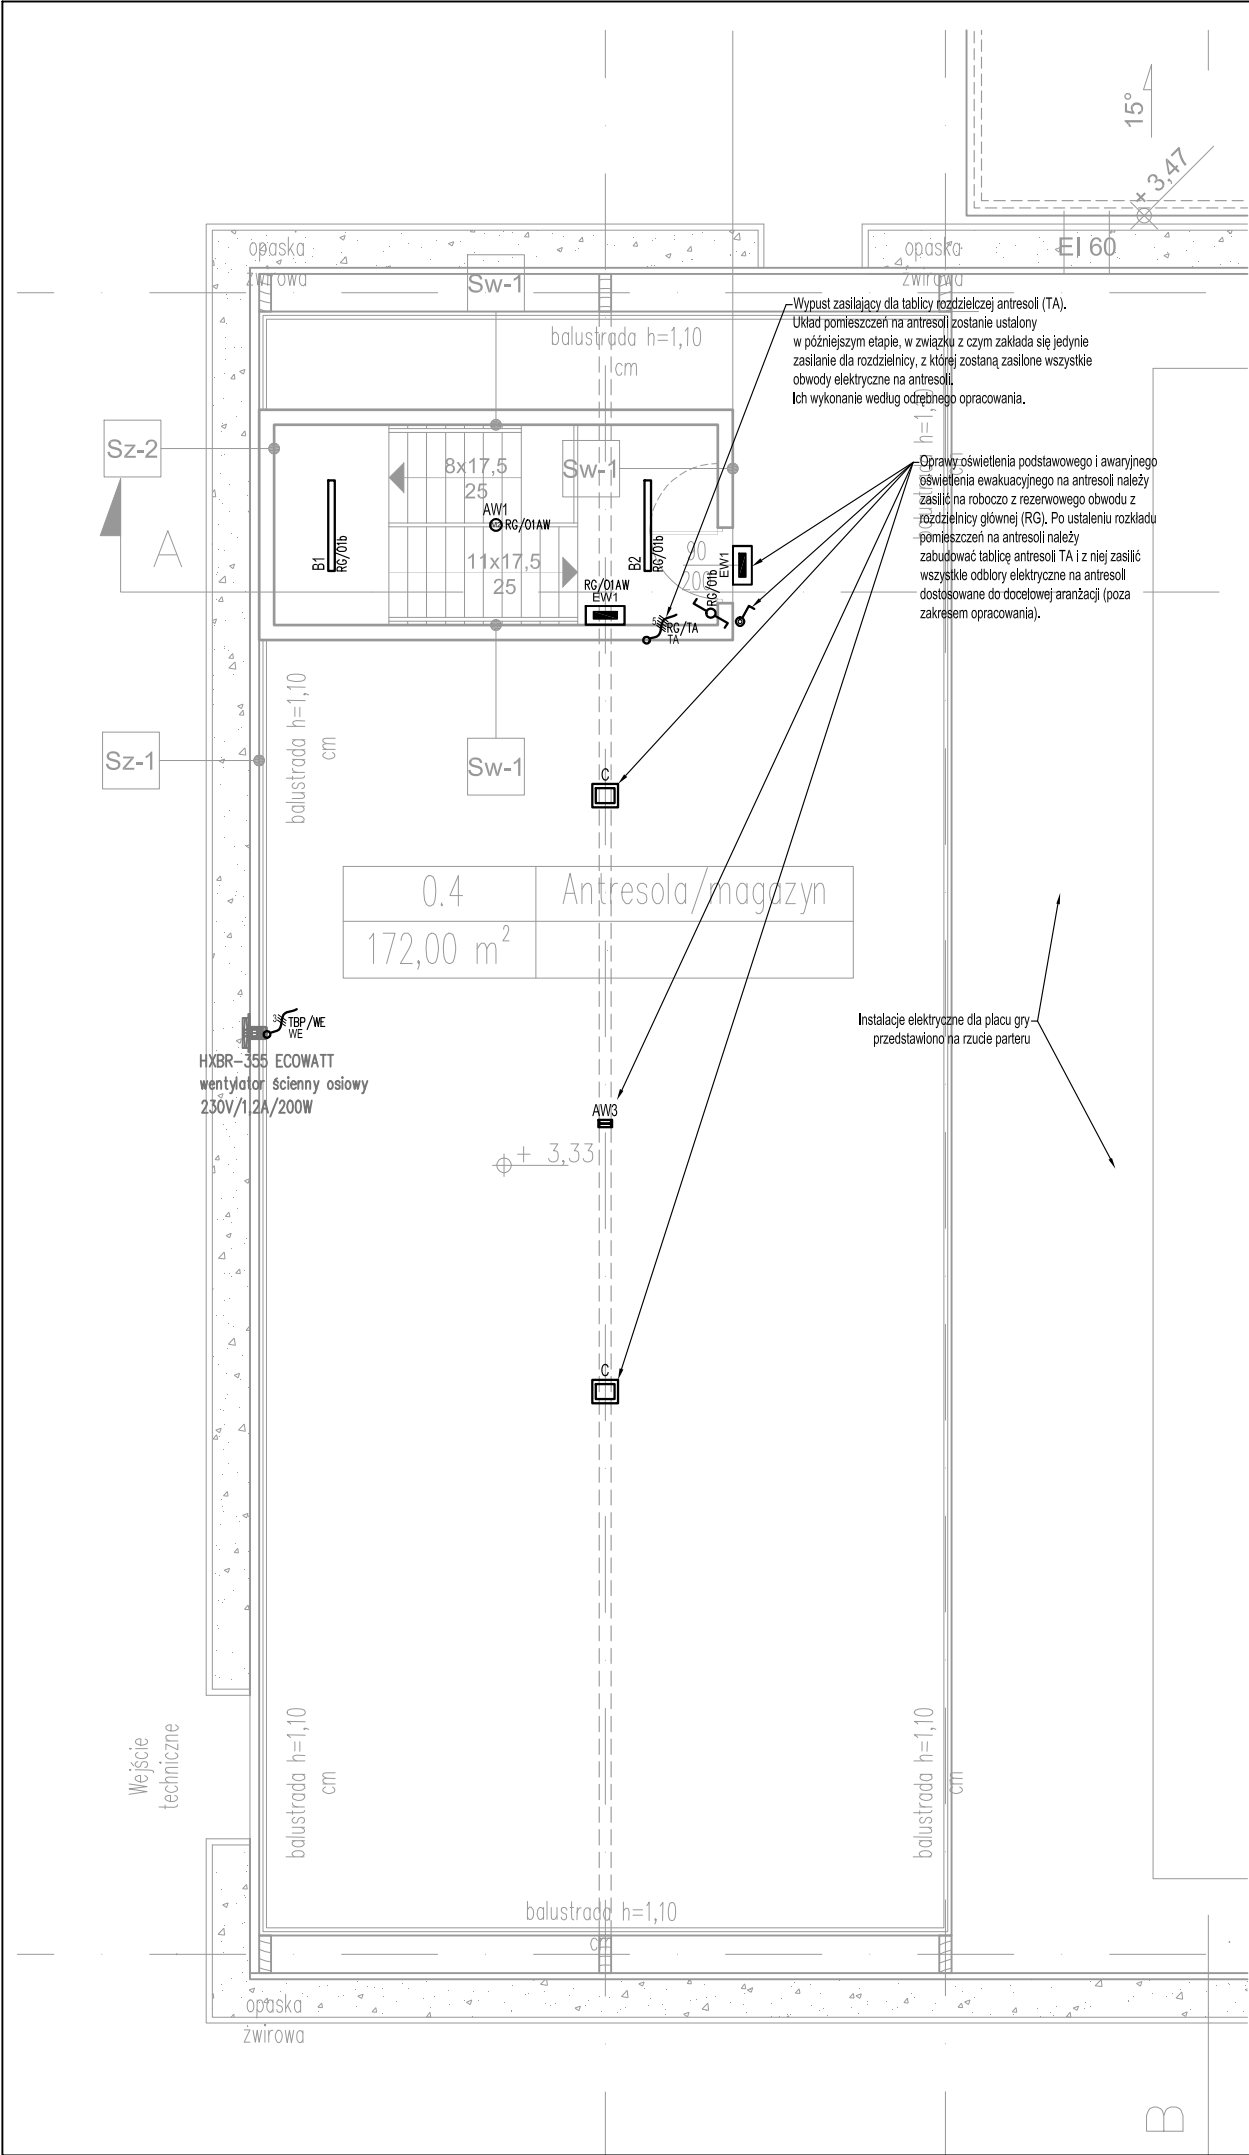 15°
+ 3,47
opaska
żwirowa
Sw-1
opaska
żwirowa
EI 60
balustrada h=1,10
cm
Wypust zasilający dla tablicy rozdzielczej antresoli (TA).
Układ pomieszczeń na antresoli zostanie ustalony
w późniejszym etapie, w związku z czym zakłada się jedynie
zasilanie dla rozdzielnicy, z której zostaną zasilone wszystkie
obwody elektryczne na antresoli.
Ich wykonanie według odrębnego opracowania.
balustrada h=1,10
cm
Sz-2
A
8x17,5
25
Sw-1
AW1
RG/01AW
11x17,5
25
B1
RG/01b
B2
RG/01b
90
200
EW1
RG/01b
RG/01AW
EW1
5
RG/TA
TA
Oprawy oświetlenia podstawowego i awaryjnego
oświetlenia ewakuacyjnego na antresoli należy
zasilić na roboczo z rezerwowego obwodu z
rozdzielnicy głównej (RG). Po ustaleniu rozkładu
pomieszczeń na antresoli należy
zabudować tablicę antresoli TA i z niej zasilić
wszystkie odbiory elektryczne na antresoli
dostosowane do docelowej aranżacji (poza
zakresem opracowania).
balustrada h=1,10
cm
Sz-1
Sw-1
C
0.4 Antresola/magazyn
172,00 m²
3
TBP/WE
WE
HXBR-355 ECOWATT
wentylator ścienny osiowy
230V/1,2A/200W
Instalacje elektryczne dla placu gry
przedstawiono na rzucie parteru
AW3
+ 3,33
C
Wejście
techniczne
balustrada h=1,10
cm
balustrada h=1,10
cm
balustrada h=1,10
cm
opaska
żwirowa
B